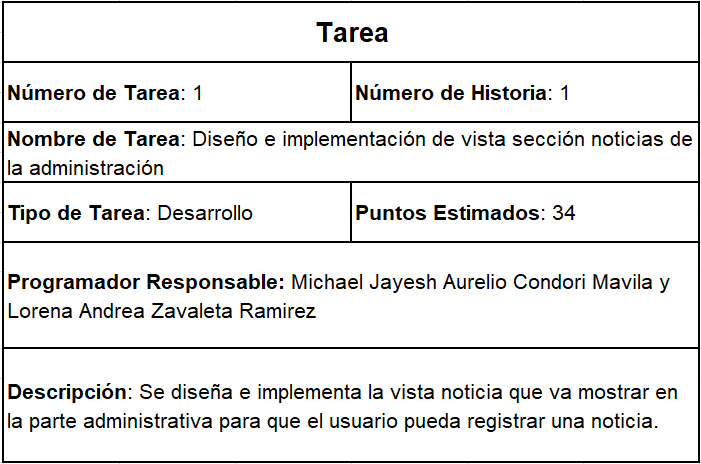 Tarea
Número de Tarea: 1
Número de Historia: 1
Nombre de Tarea: Diseño e implementación de vista sección noticias de
la administración
Tipo de Tarea: Desarrollo
Puntos Estimados: 34
Programador Responsable: Michael Jayesh Aurelio Condori Mavila y
Lorena Andrea Zavaleta Ramirez
Descripción: Se diseña e implementa la vista noticia que va mostrar en
la parte administrativa para que el usuario pueda registrar una noticia.